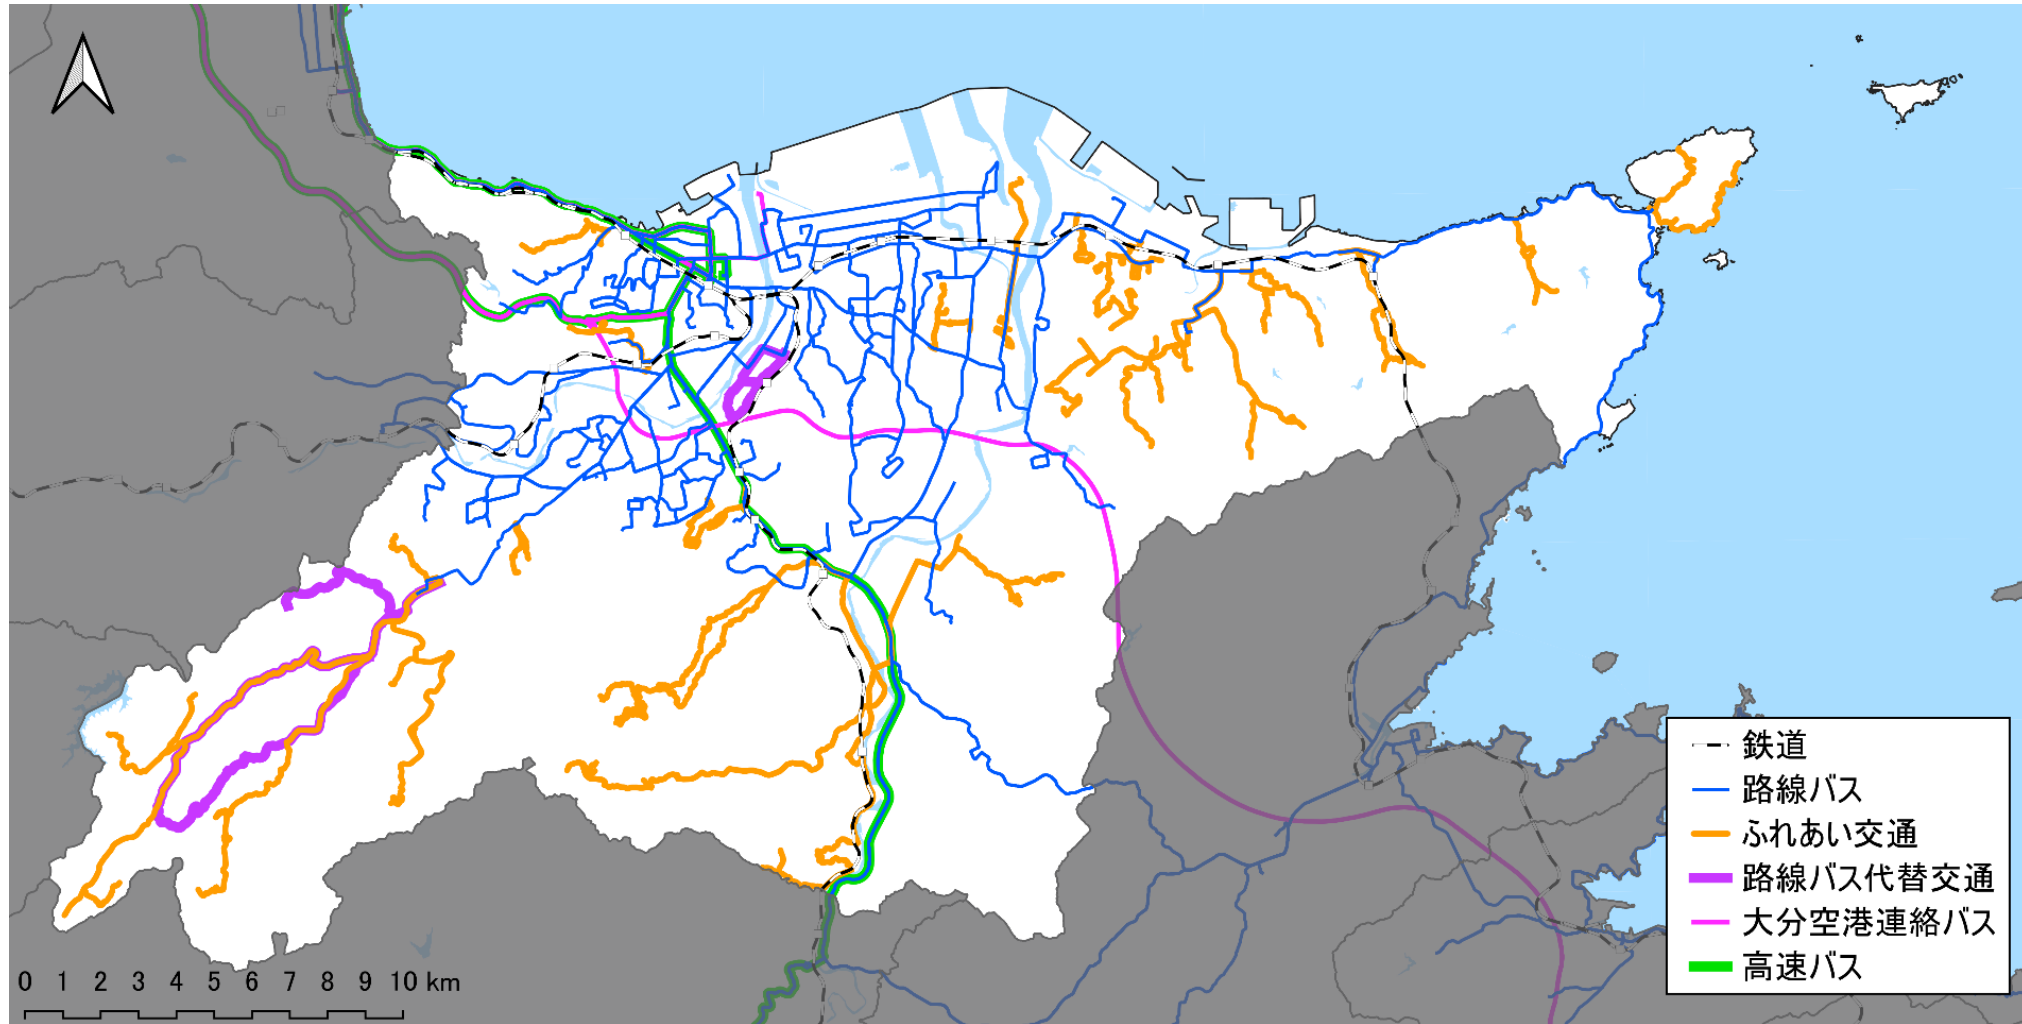 鉄道
路線バス
ふれあい交通
路線バス代替交通
大分空港連絡バス
高速バス
0 1 2 3 4 5 6 7 8 9 10 km